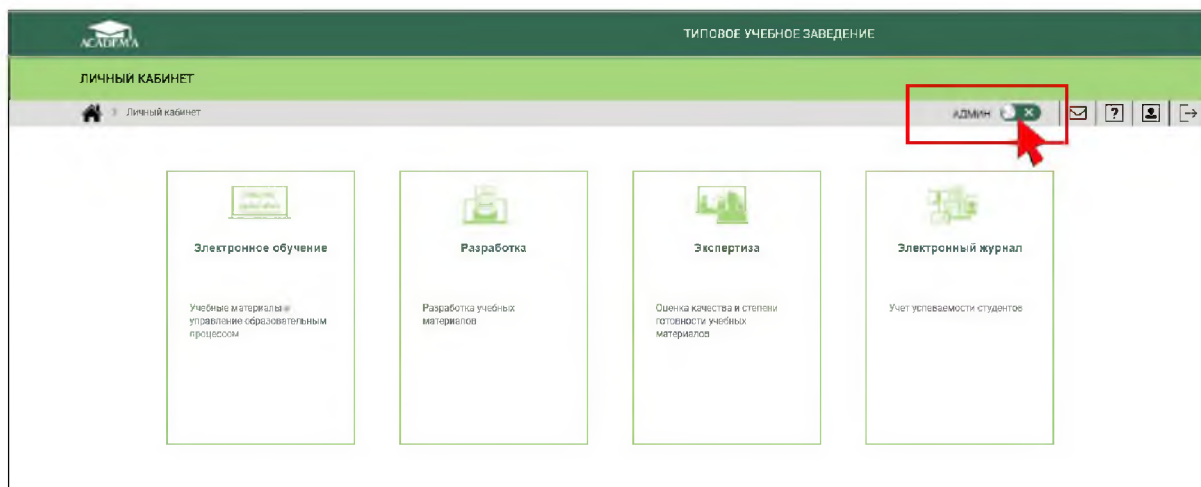 ACADEMA
ТИПОВОЕ УЧЕБНОЕ ЗАВЕДЕНИЕ
ЛИЧНЫЙ КАБИНЕТ
Личный кабинет
АДМИН
Электронное обучение
Учебные материалы и
управление образовательным
процессом
Разработка
Разработка учебных
материалов
Экспертиза
Оценка качества и степени
готовности учебных
материалов
Электронный журнал
Учет успеваемости студентов